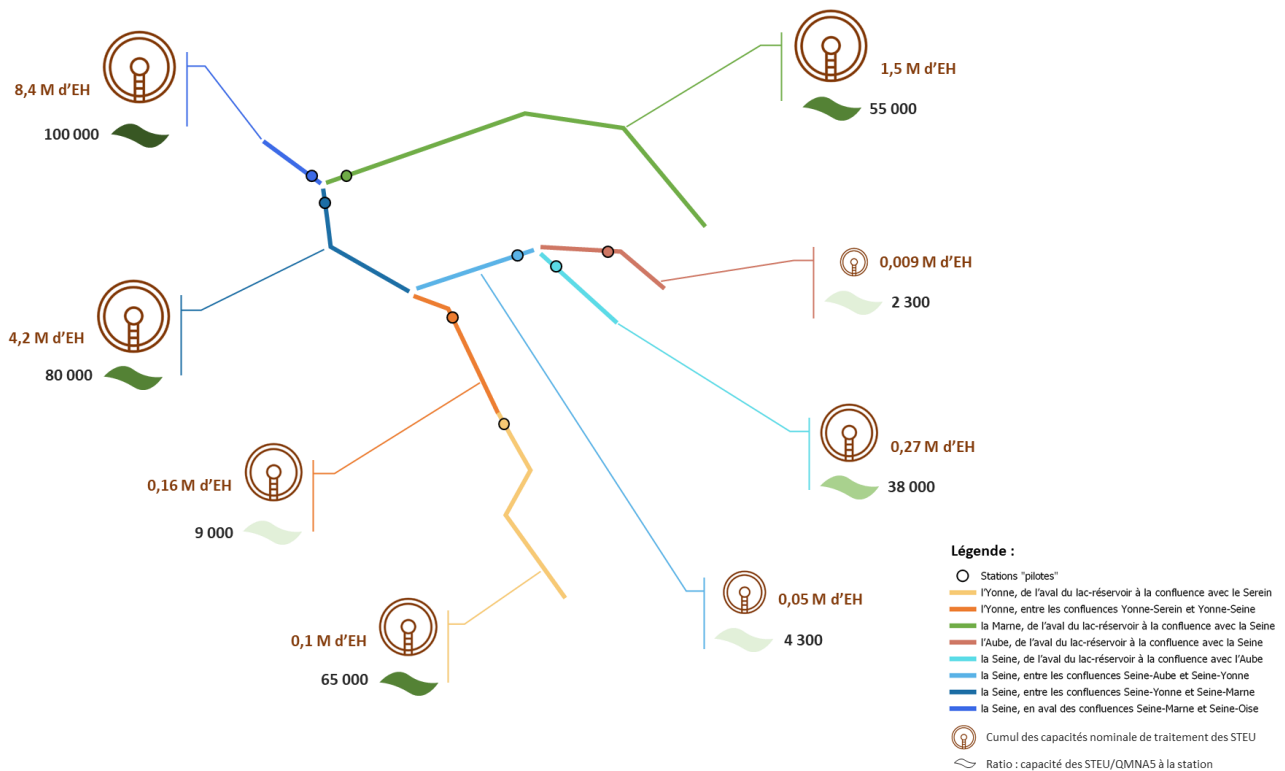 8,4 M d'EH
100 000
1,5 M d'EH
55 000
0,009 M d'EH
2 300
4,2 M d'EH
80 000
0,27 M d'EH
38 000
0,16 M d'EH
9 000
0,05 M d'EH
4 300
0,1 M d'EH
65 000
Légende :
Stations "pilotes"
l'Yonne, de l'aval du lac-réservoir à la confluence avec le Serein
l'Yonne, entre les confluences Yonne-Serein et Yonne-Seine
la Marne, de l'aval du lac-réservoir à la confluence avec la Seine
l'Aube, de l'aval du lac-réservoir à la confluence avec la Seine
la Seine, de l'aval du lac-réservoir à la confluence avec l'Aube
la Seine, entre les confluences Seine-Aube et Seine-Yonne
la Seine, entre les confluences Seine-Yonne et Seine-Marne
la Seine, en aval des confluences Seine-Marne et Seine-Oise
Cumul des capacités nominale de traitement des STEU
Ratio : capacité des STEU/QMNA5 à la station